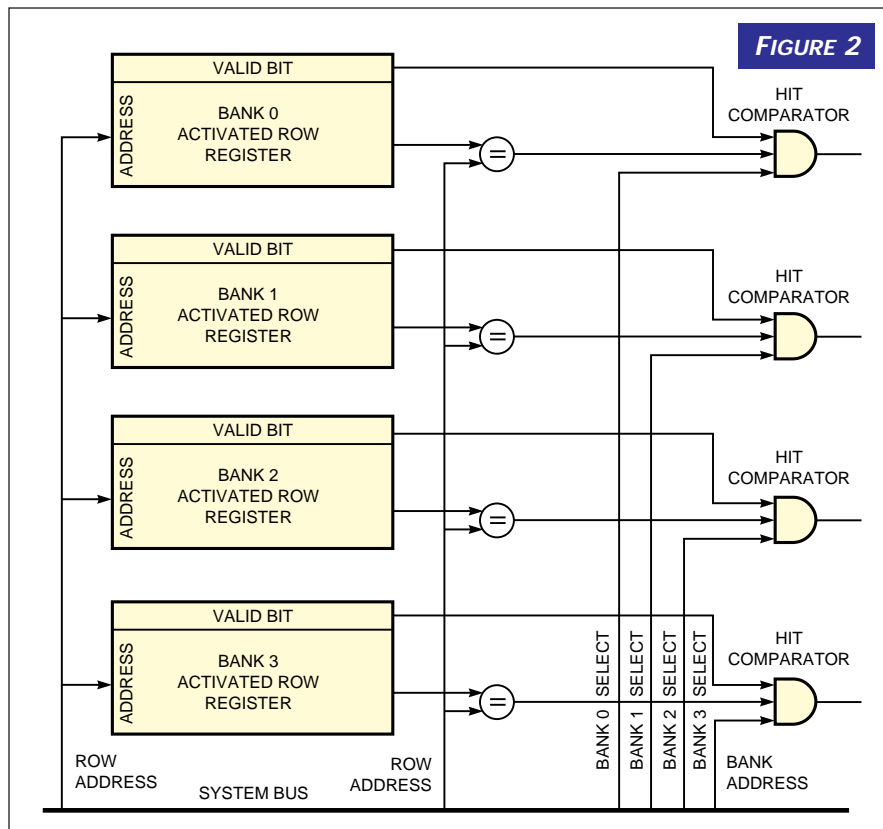 FIGURE 2
VALID BIT
ADDRESS
BANK 0
ACTIVATED ROW
REGISTER
=
HIT
COMPARATOR
VALID BIT
ADDRESS
BANK 1
ACTIVATED ROW
REGISTER
=
HIT
COMPARATOR
VALID BIT
ADDRESS
BANK 2
ACTIVATED ROW
REGISTER
=
HIT
COMPARATOR
VALID BIT
ADDRESS
BANK 3
ACTIVATED ROW
REGISTER
=
HIT
COMPARATOR
BANK 0 SELECT
BANK 1 SELECT
BANK 2 SELECT
BANK 3 SELECT
ROW
ADDRESS
SYSTEM BUS
ROW
ADDRESS
BANK
ADDRESS